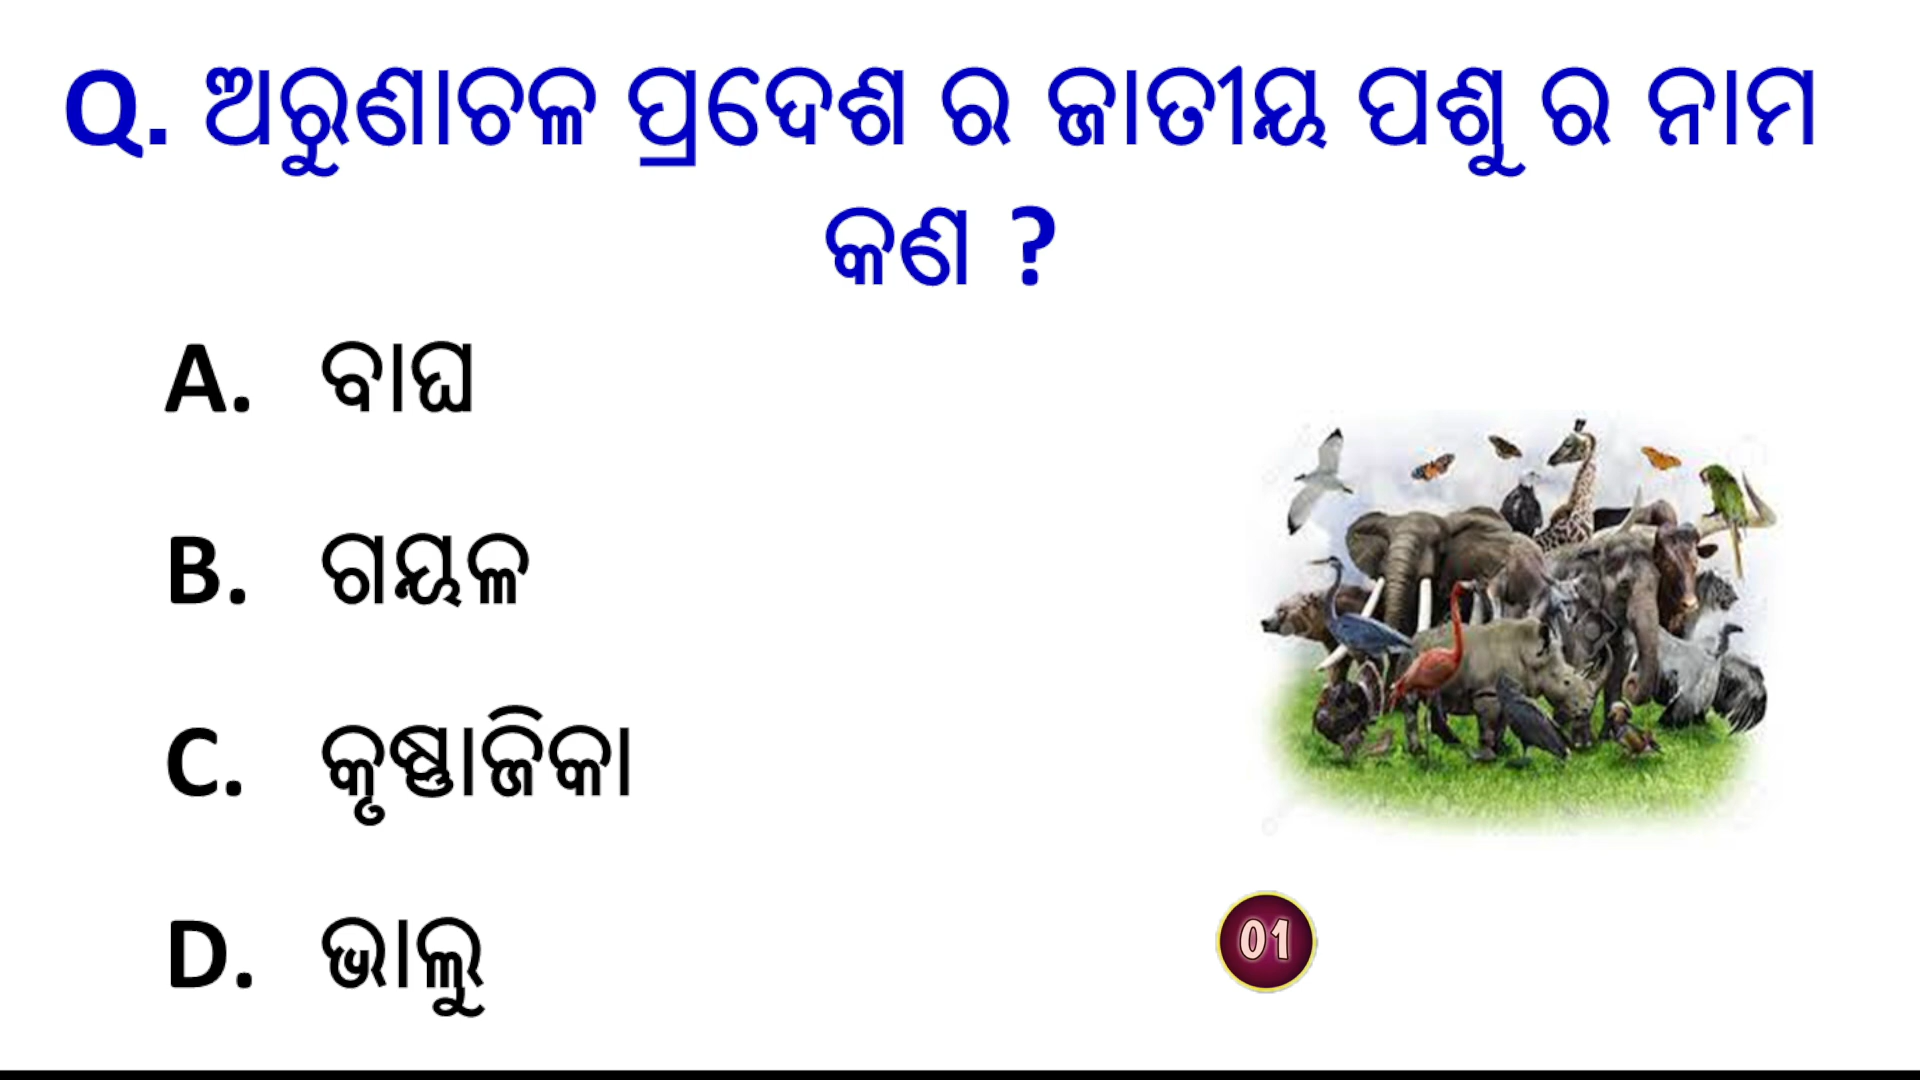 Q. ଅରୁଣାଚଳ ପ୍ରଦେଶ ର ଜାତୀୟ ପଶୁ ର ନାମ
କଣ ?
A. ବାଘ
B. ଗୟଳ
C. କୃଷ୍ଣାଜିକା
D. ଭାଲୁ
01